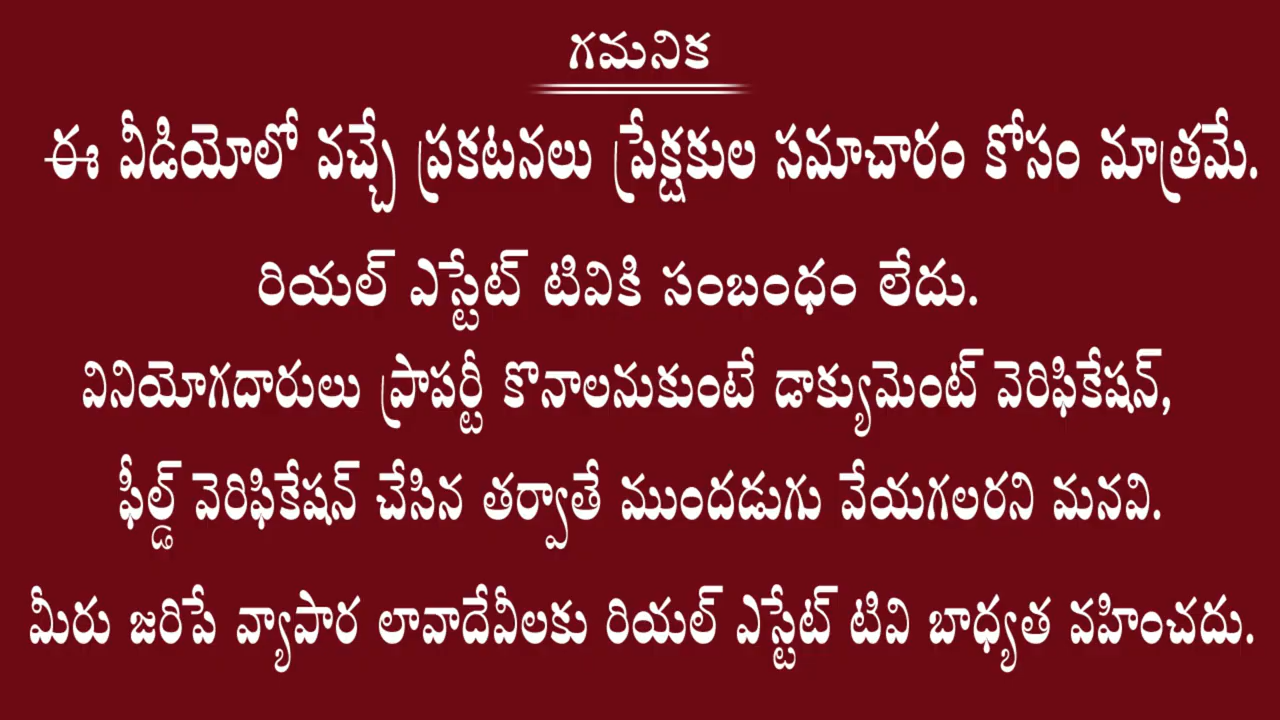 గమనిక
ఈ వీడియోలో వచ్చే ప్రకటనలు ప్రేక్షకుల సమాచారం కోసం మాత్రమే.
రియల్ ఎస్టేట్ టివికి సంబంధం లేదు.
వినియోగదారులు ప్రాపర్టీ కొనాలనుకుంటే డాక్యుమెంట్ వెరిఫికేషన్,
ఫీల్డ్ వెరిఫికేషన్ చేసిన తర్వాతే ముందడుగు వేయగలరని మనవి.
మీరు జరిపే వ్యాపార లావాదేవీలకు రియల్ ఎస్టేట్ టివి బాధ్యత వహించదు.